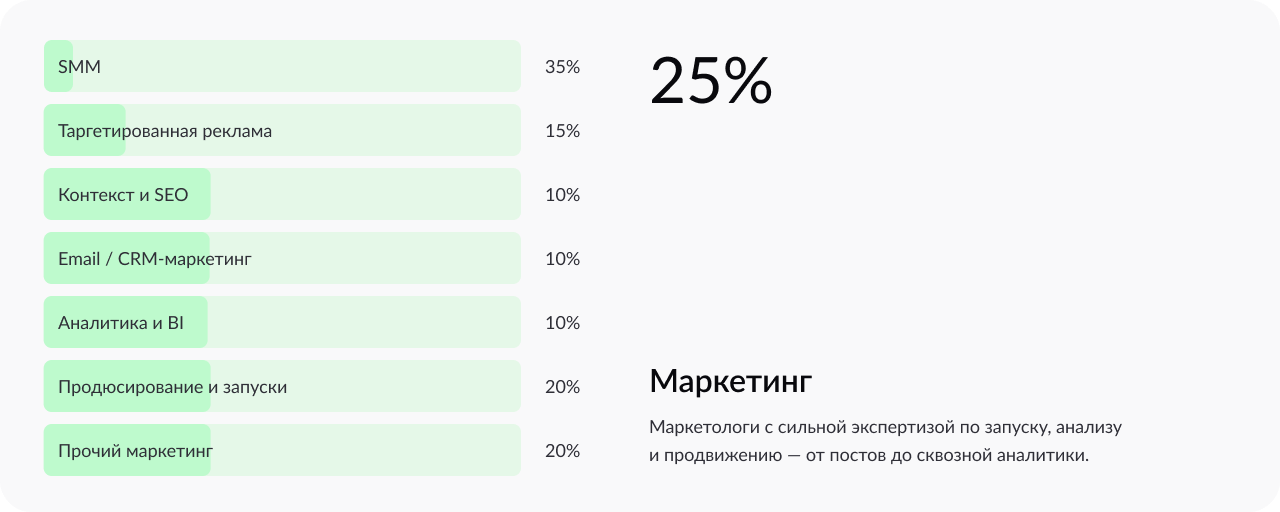 SMM 35%
Таргетированная реклама 15%
Контекст и SEO 10%
Email / CRM-маркетинг 10%
Аналитика и BI 10%
Продюсирование и запуски 20%
Прочий маркетинг 20%
25%
Маркетинг
Маркетологи с сильной экспертизой по запуску, анализу
и продвижению — от постов до сквозной аналитики.